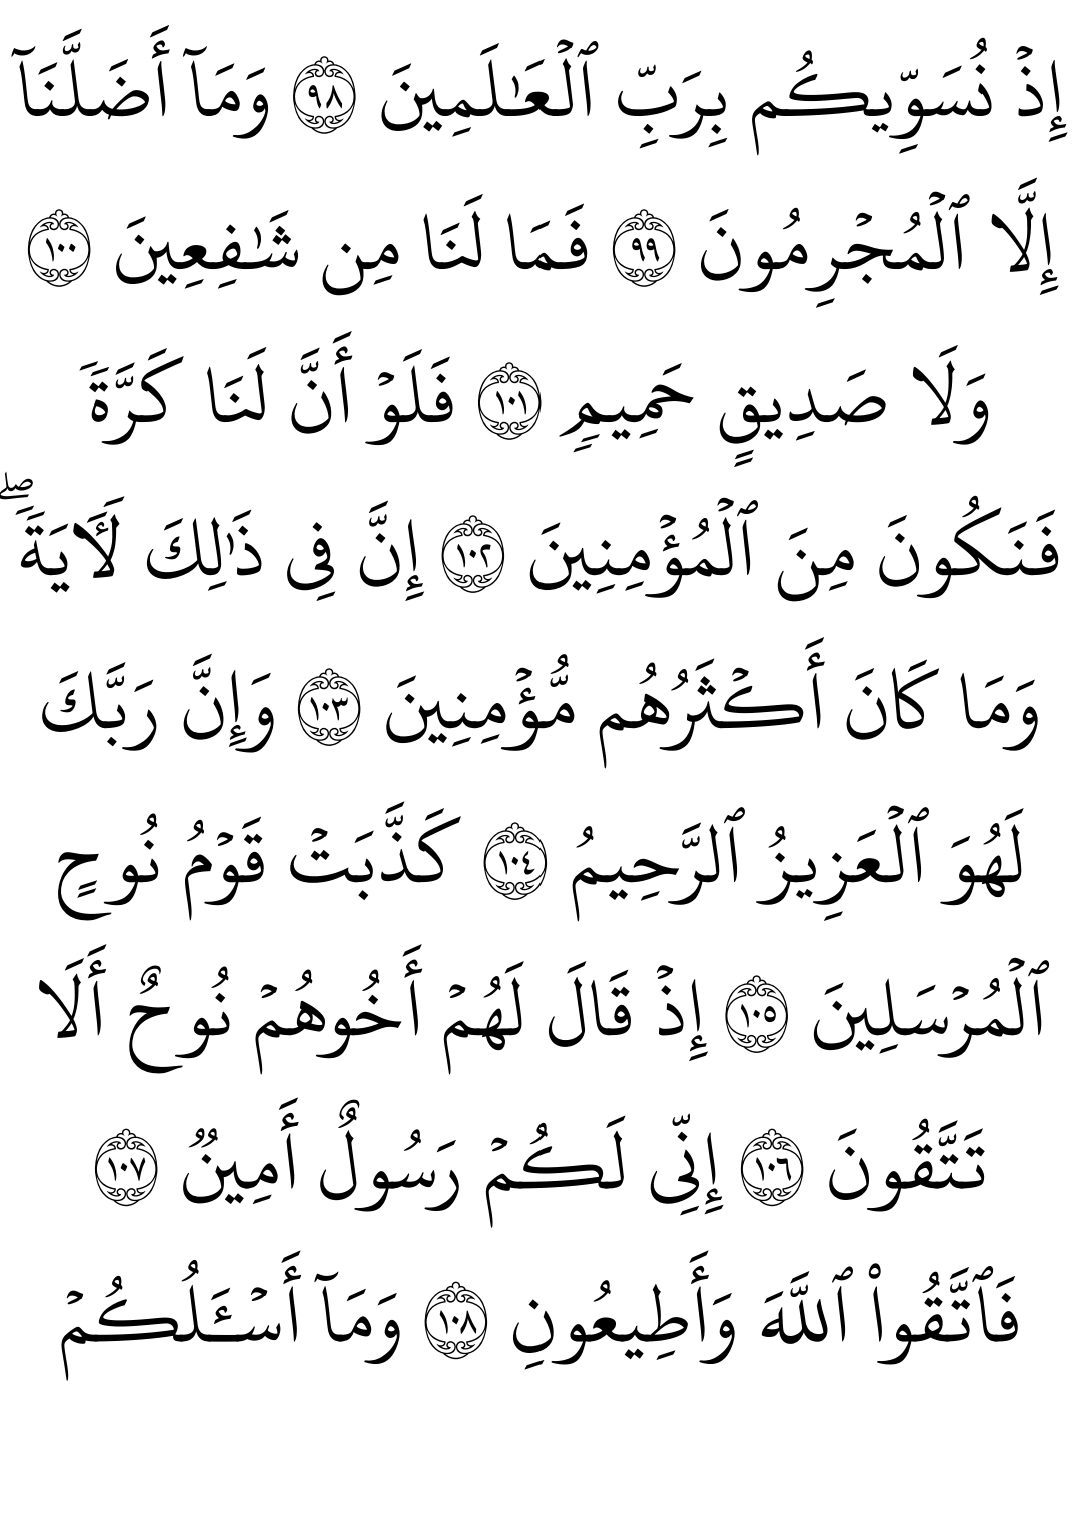 إِذۡ نُسَوِّيكُم بِرَبِّ ٱلۡعَٰلَمِينَ ٩٨ وَمَآ أَضَلَّنَآ
إِلَّا ٱلۡمُجۡرِمُونَ ٩٩ فَمَا لَنَا مِن شَٰفِعِينَ ١٠٠
وَلَا صَدِيقٍ حَمِيمٖ ١٠١ فَلَوۡ أَنَّ لَنَا كَرَّةٗ
فَنَكُونَ مِنَ ٱلۡمُؤۡمِنِينَ ١٠٢ إِنَّ فِي ذَٰلِكَ لَأٓيَةٗۖ
وَمَا كَانَ أَكۡثَرُهُم مُّؤۡمِنِينَ ١٠٣ وَإِنَّ رَبَّكَ
لَهُوَ ٱلۡعَزِيزُ ٱلرَّحِيمُ ١٠٤ كَذَّبَتۡ قَوۡمُ نُوحٍ
ٱلۡمُرۡسَلِينَ ١٠٥ إِذۡ قَالَ لَهُمۡ أَخُوهُمۡ نُوحٌ أَلَا
تَتَّقُونَ ١٠٦ إِنِّي لَكُمۡ رَسُولٌ أَمِينٞ ١٠٧
فَٱتَّقُواْ ٱللَّهَ وَأَطِيعُونِ ١٠٨ وَمَآ أَسۡـَٔلُكُمۡ